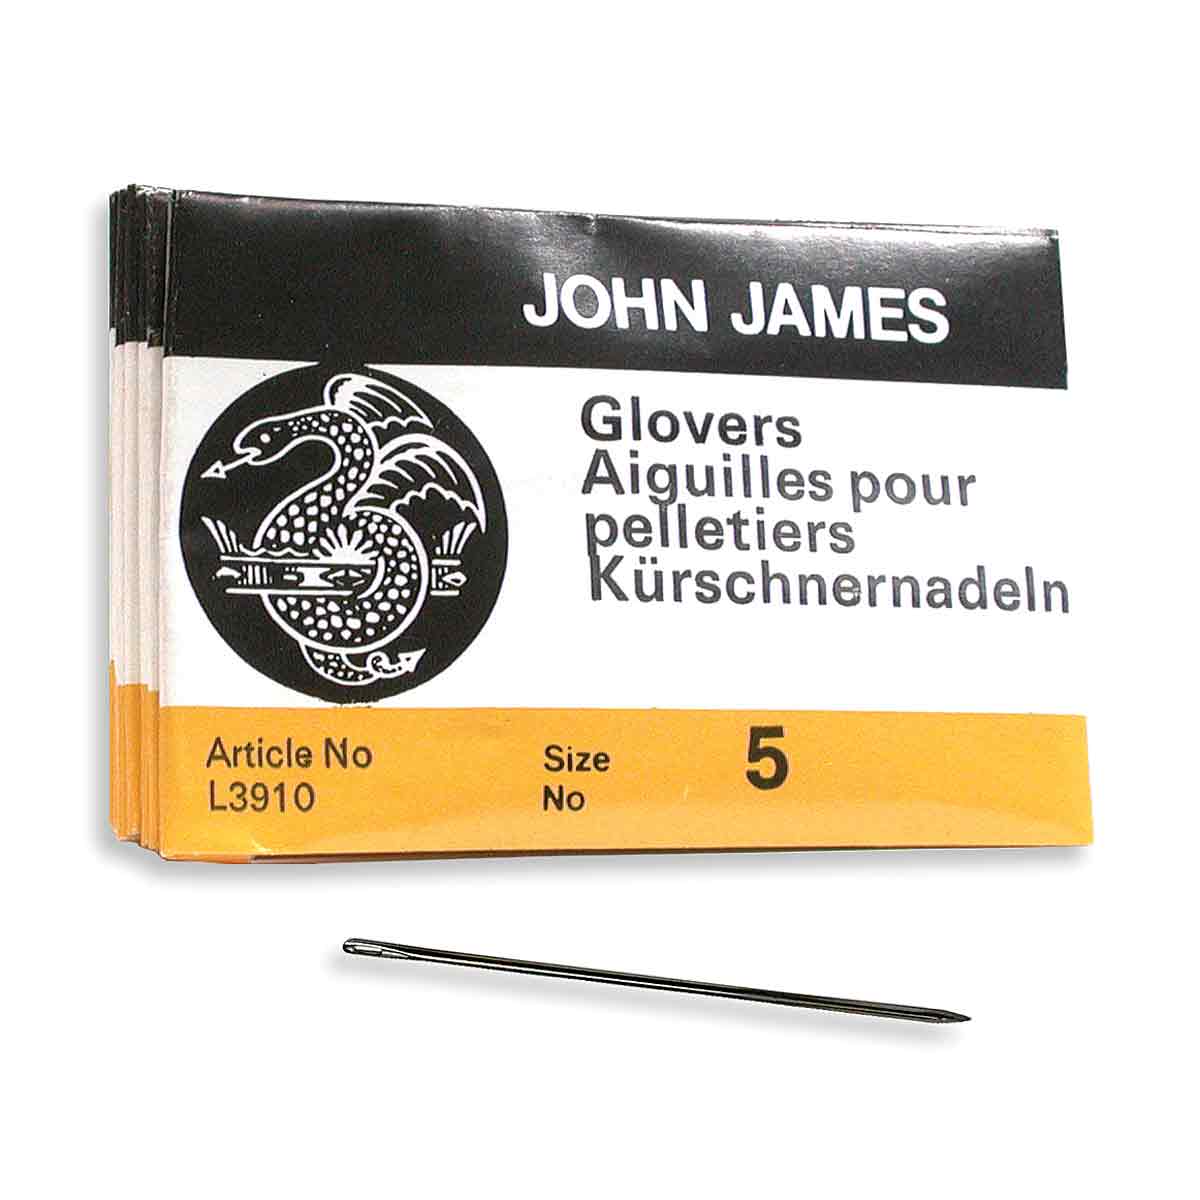 JOHN JAMES
Glovers
Aiguilles pour
pelletiers
Kürschnernadeln
Article No
L3910
Size
No
5